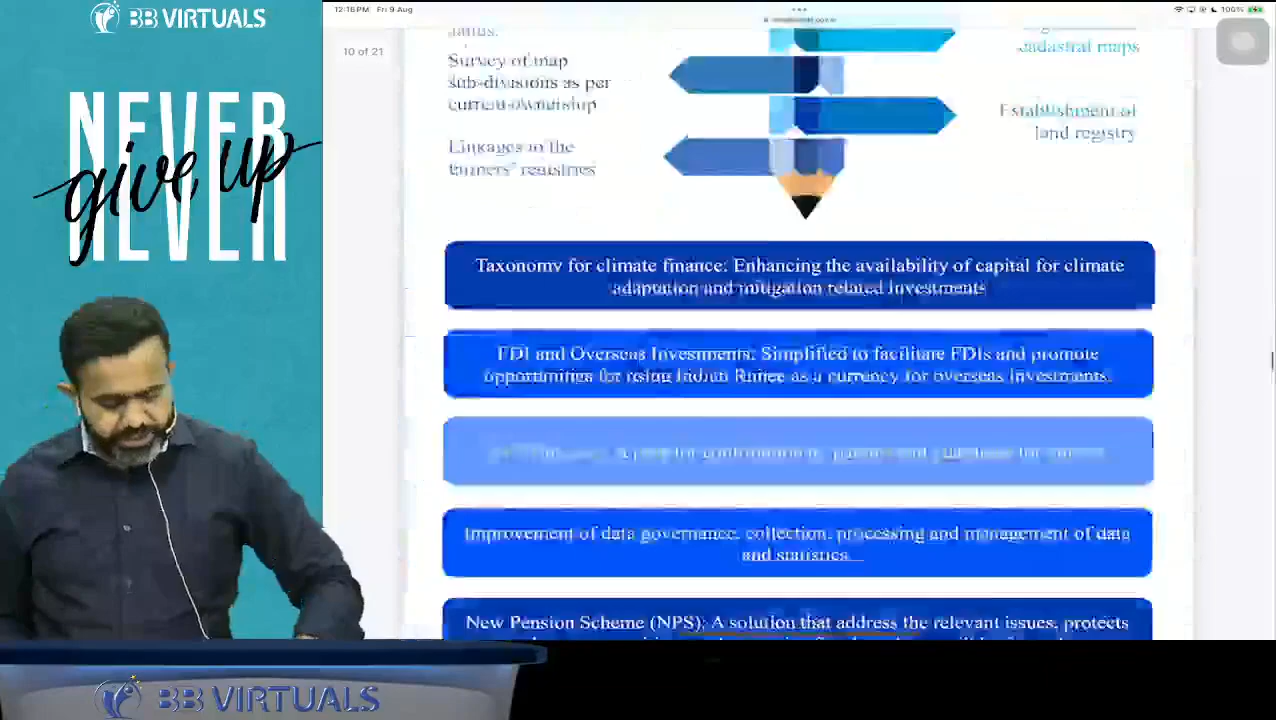 BB VIRTUALS
NEVER
give up
NEVER
12:16 PM Fri 9 Aug
100%
10 of 21
cadastral maps
Survey of map
sub-divisions as per
current ownership
Establishment of
land registry
Linkages to the
farmers' registries
Taxonomy for climate finance: Enhancing the availability of capital for climate
adaptation and mitigation related investments
FDI and Overseas Investments: Simplified to facilitate FDIs and promote
opportunities for using Indian Rupee as a currency for overseas investments.
Improvement of data governance, collection, processing and management of data
and statistics
New Pension Scheme (NPS): A solution that address the relevant issues, protects
BB VIRTUALS